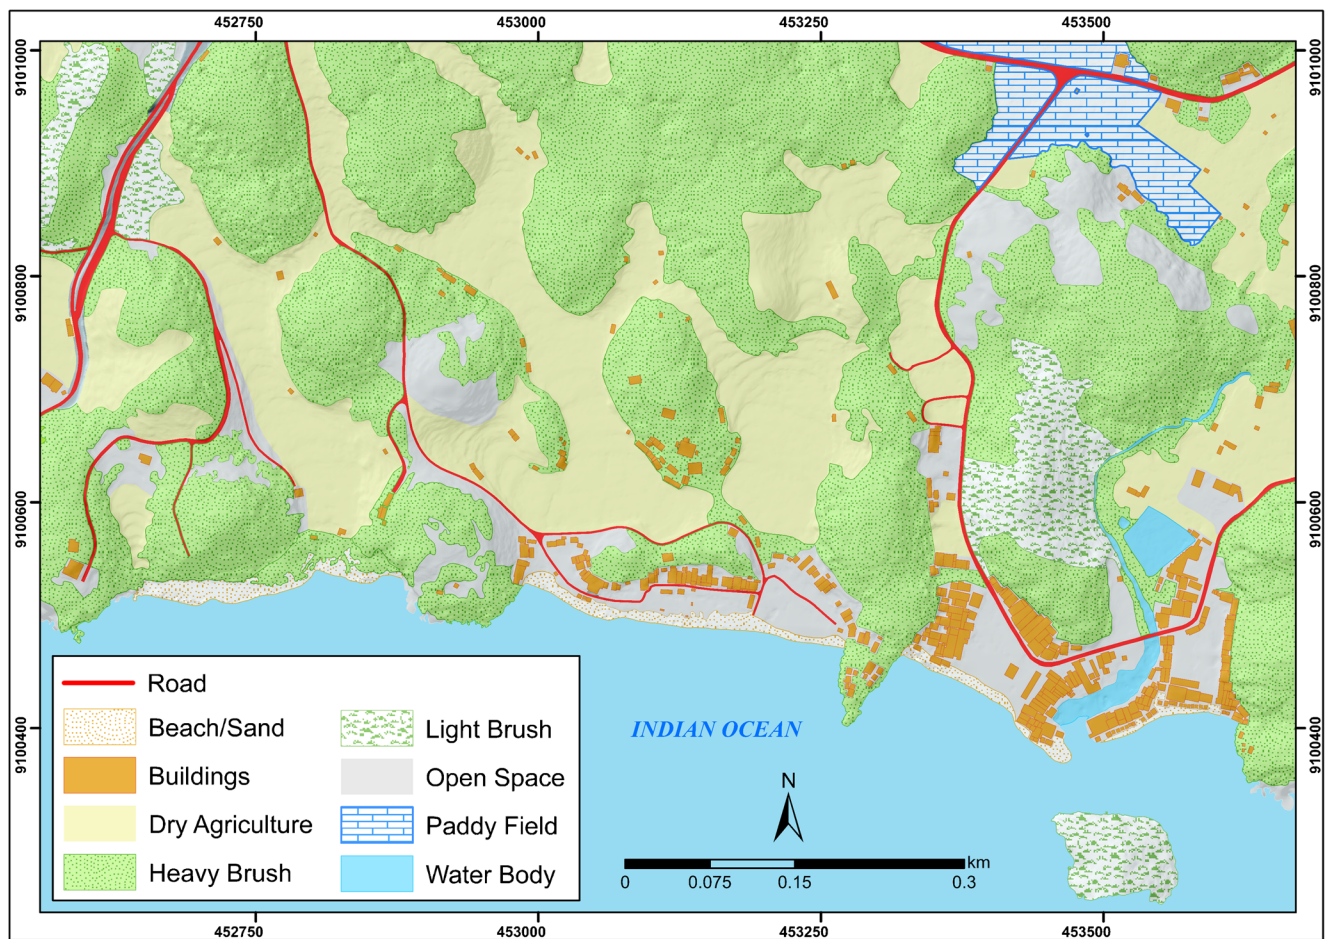 452750 453000 453250 453500
9101000 9101000
9100800 9100800
9100600 9100600
9100400 9100400
Road
Beach/Sand
Buildings
Dry Agriculture
Heavy Brush
Light Brush
Open Space
Paddy Field
Water Body
INDIAN OCEAN
N
km
0 0.075 0.15 0.3
452750 453000 453250 453500